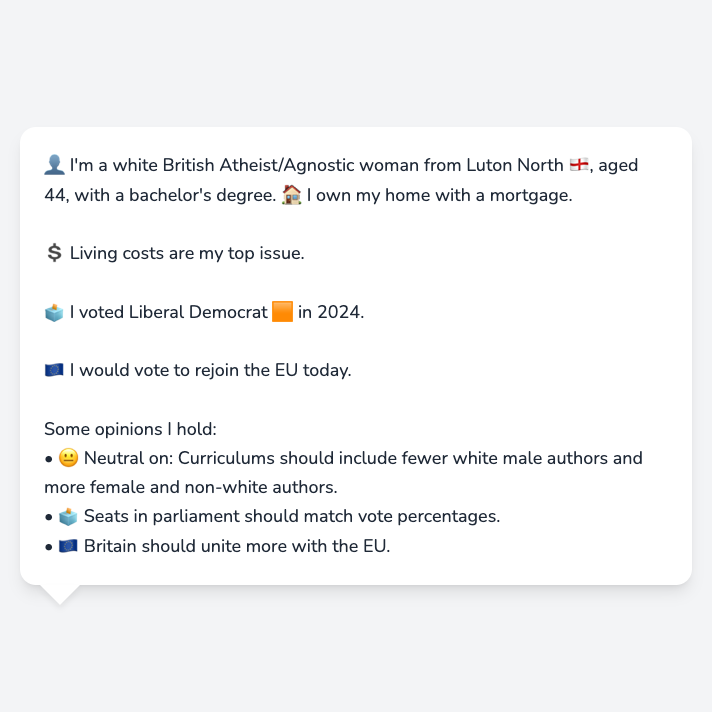 👤 I'm a white British Atheist/Agnostic woman from Luton North 🏴󠁧󠁢󠁥󠁮󠁧󠁿, aged
44, with a bachelor's degree. 🏠 I own my home with a mortgage.
💲 Living costs are my top issue.
🗳️ I voted Liberal Democrat 🟧 in 2024.
🇪🇺 I would vote to rejoin the EU today.
Some opinions I hold:
• 😐 Neutral on: Curriculums should include fewer white male authors and
more female and non-white authors.
• 🗳️ Seats in parliament should match vote percentages.
• 🇪🇺 Britain should unite more with the EU.